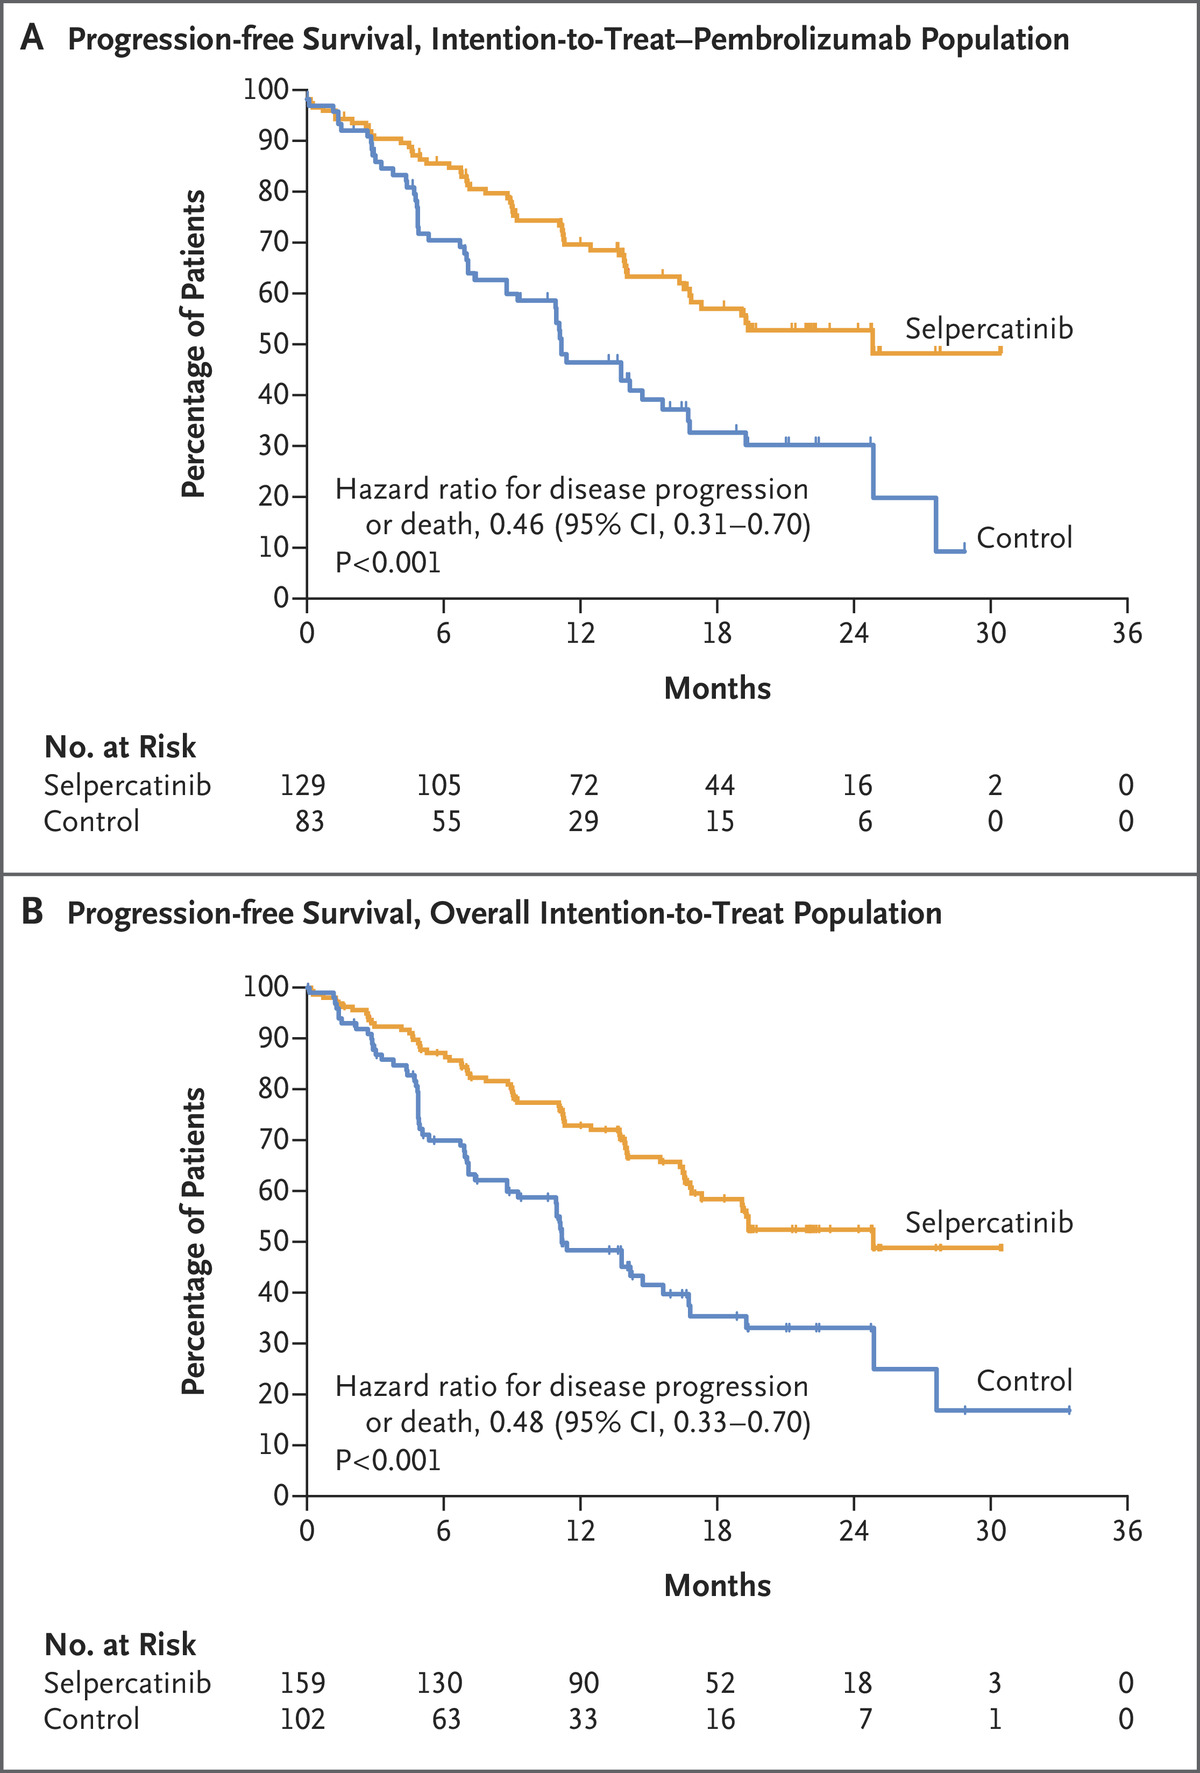 A Progression-free Survival, Intention-to-Treat–Pembrolizumab Population
100
90
80
70
60
50
40
30
20
10
0
Percentage of Patients
Selpercatinib
Control
Hazard ratio for disease progression
or death, 0.46 (95% CI, 0.31–0.70)
P<0.001
0 6 12 18 24 30 36
Months
No. at Risk
Selpercatinib 129 105 72 44 16 2 0
Control 83 55 29 15 6 0 0
B Progression-free Survival, Overall Intention-to-Treat Population
100
90
80
70
60
50
40
30
20
10
0
Percentage of Patients
Selpercatinib
Control
Hazard ratio for disease progression
or death, 0.48 (95% CI, 0.33–0.70)
P<0.001
0 6 12 18 24 30 36
Months
No. at Risk
Selpercatinib 159 130 90 52 18 3 0
Control 102 63 33 16 7 1 0